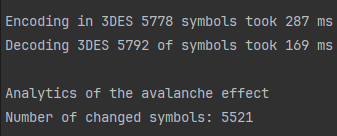 Encoding in 3DES 5778 symbols took 287 ms
Decoding 3DES 5792 of symbols took 169 ms
Analytics of the avalanche effect
Number of changed symbols: 5521